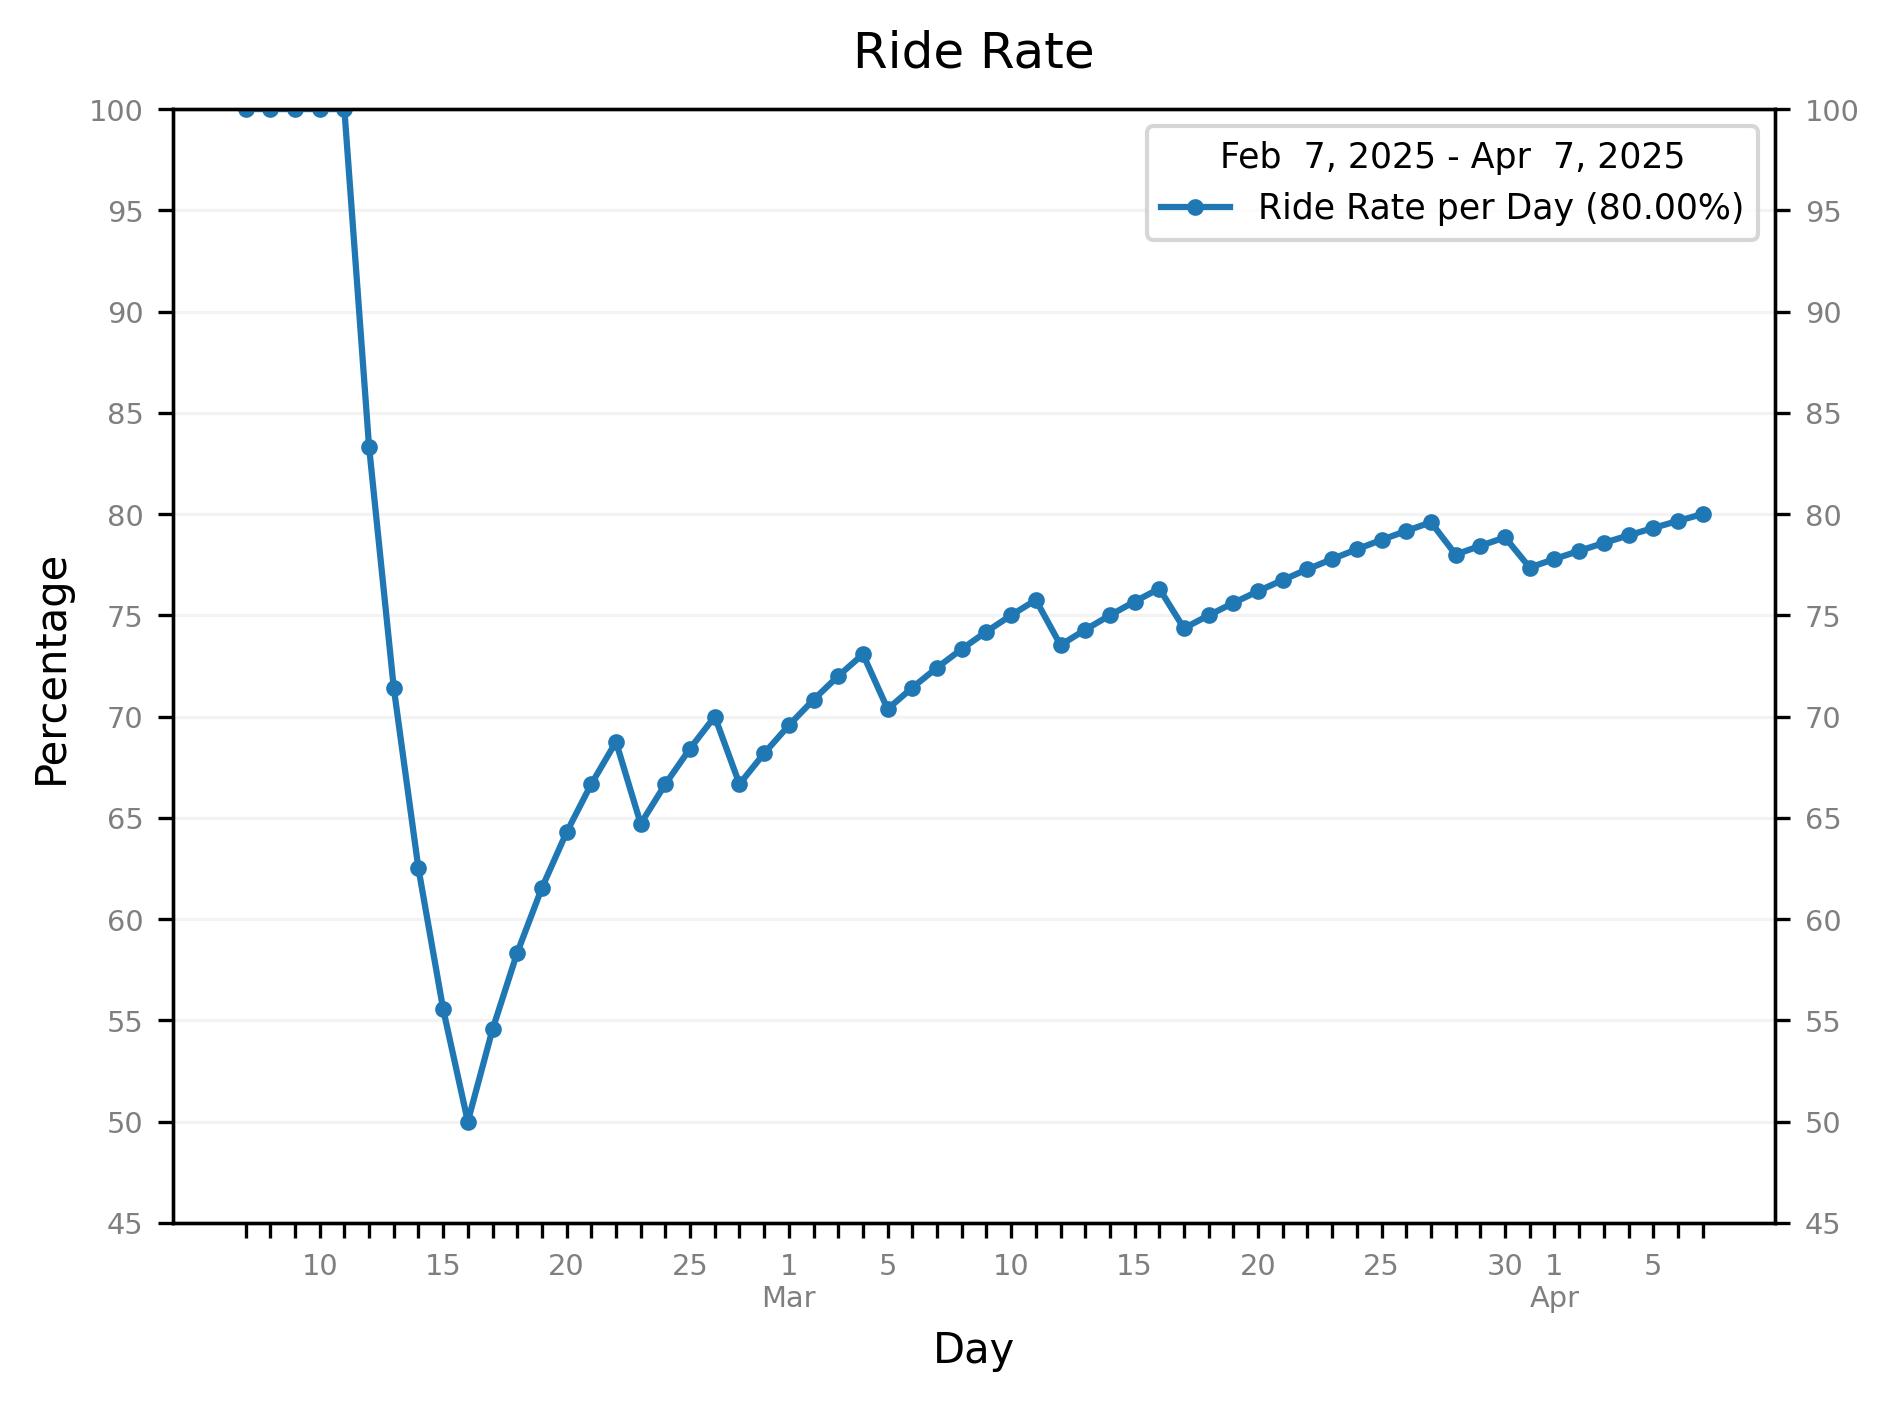 Ride Rate
100 100
Feb  7, 2025 - Apr  7, 2025
95 Ride Rate per Day (80.00%) 95
90 90
85 85
80 80
75 75
Percentage
70 70
65 65
60 60
55 55
50 50
45 45
10 15 20 25 1 5 10 15 20 25 30 1 5
Mar Apr
Day